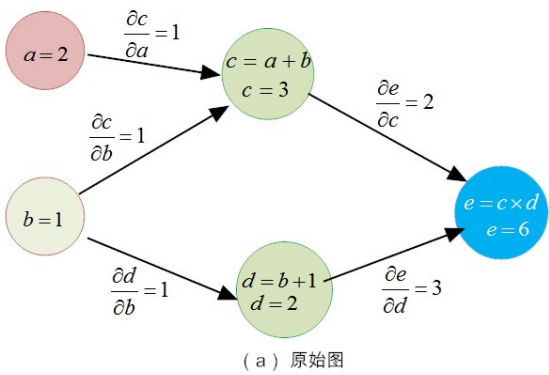 a = 2
∂c/∂a = 1
c = a + b
c = 3
∂e/∂c = 2
∂c/∂b = 1
b = 1
e = c × d
e = 6
∂d/∂b = 1
d = b + 1
d = 2
∂e/∂d = 3
(a) 原始图